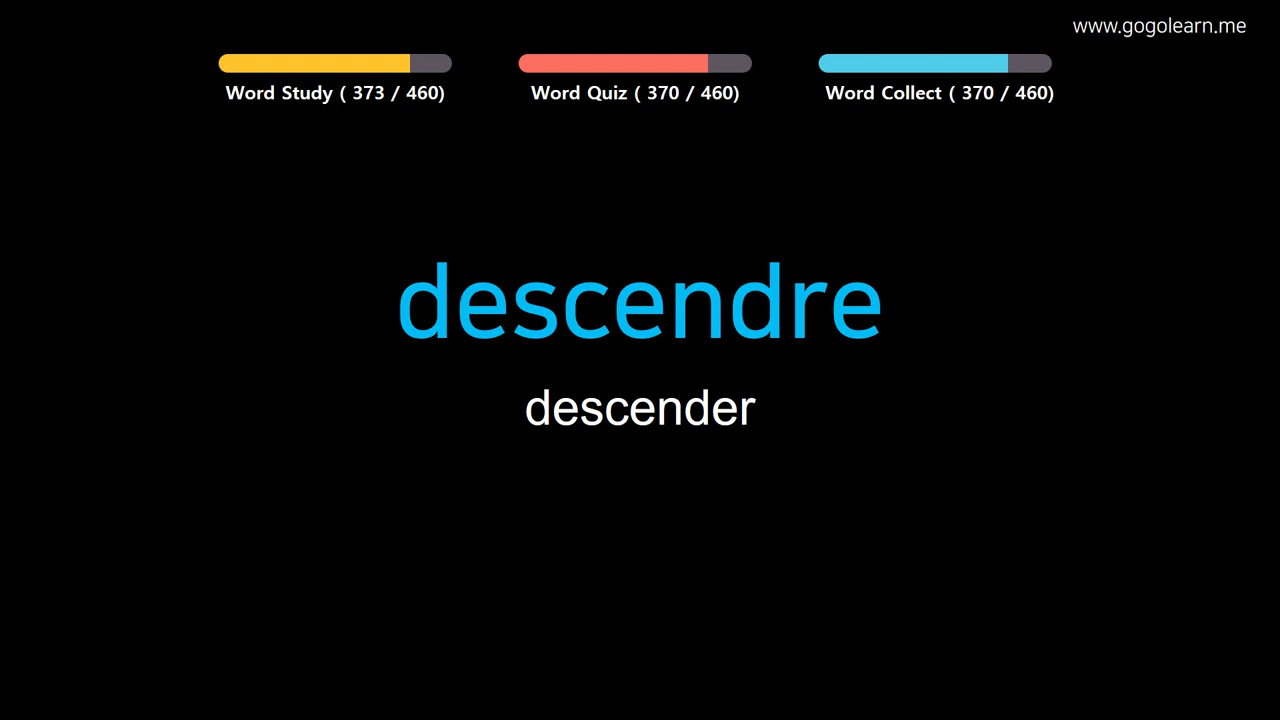 www.gogolearn.me
Word Study ( 373 / 460)
Word Quiz ( 370 / 460)
Word Collect ( 370 / 460)
descendre
descender